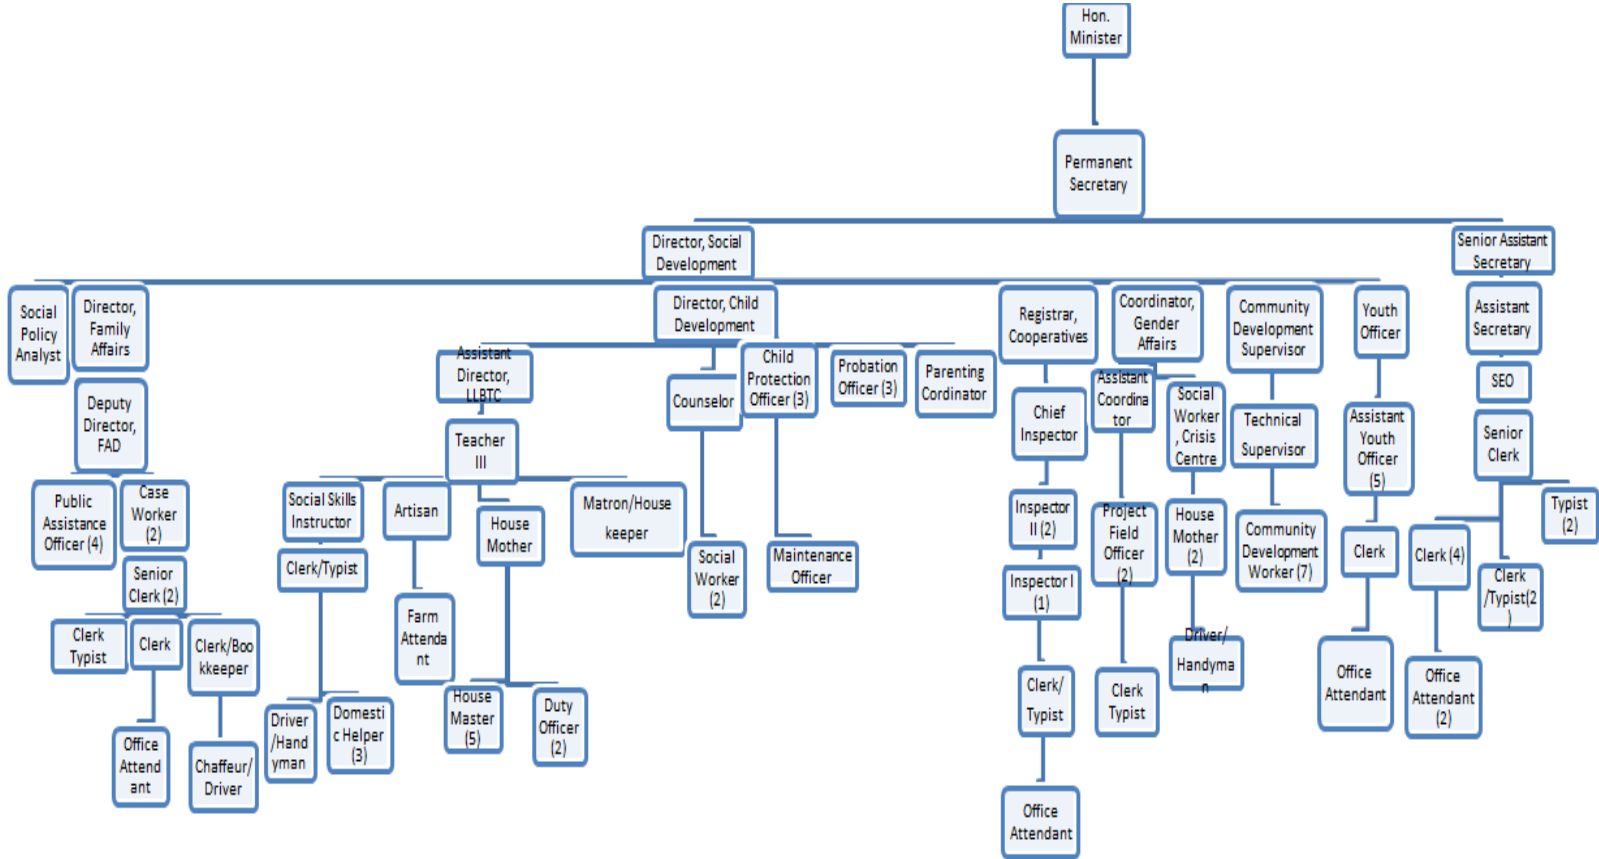 Hon.
Minister
Permanent
Secretary
Director, Social
Development
Senior Assistant
Secretary
Social
Policy
Analyst
Director,
Family
Affairs
Director, Child
Development
Registrar,
Cooperatives
Coordinator,
Gender
Affairs
Community
Development
Supervisor
Youth
Officer
Assistant
Secretary
Deputy
Director,
FAD
Assistant
Director,
LLBTC
Counselor
Child
Protection
Officer (3)
Probation
Officer (3)
Parenting
Cordinator
Chief
Inspector
Assistant
Coordina
tor
Social
Worker
, Crisis
Centre
Technical
Supervisor
Assistant
Youth
Officer
(5)
SEO
Senior
Clerk
Teacher
III
Public
Assistance
Officer (4)
Case
Worker
(2)
Social Skills
Instructor
Artisan
House
Mother
Matron/House
keeper
Inspector
II (2)
Project
Field
Officer
(2)
House
Mother
(2)
Community
Development
Worker (7)
Clerk
Clerk (4)
Typist
(2)
Senior
Clerk (2)
Clerk/Typist
Social
Worker
(2)
Maintenance
Officer
Inspector I
(1)
Clerk
/Typist(2
)
Clerk
Typist
Clerk
Clerk/Boo
kkeeper
Farm
Attenda
nt
Driver/
Handyma
n
Office
Attendant
Office
Attendant
(2)
Clerk/
Typist
Clerk
Typist
Office
Attend
ant
Chaffeur/
Driver
Driver
/Hand
yman
Domesti
c Helper
(3)
House
Master
(5)
Duty
Officer
(2)
Office
Attendant